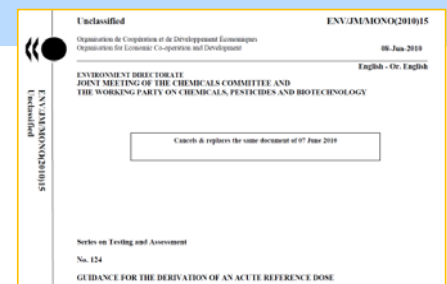 Unclassified ENV/JM/MONO(2010)15
Organisation de Coopération et de Développement Économiques
Organisation for Economic Co-operation and Development 08-Jun-2010
English - Or. English
ENVIRONMENT DIRECTORATE
JOINT MEETING OF THE CHEMICALS COMMITTEE AND
THE WORKING PARTY ON CHEMICALS, PESTICIDES AND BIOTECHNOLOGY
Cancels & replaces the same document of 07 June 2010
Series on Testing and Assessment
No. 124
GUIDANCE FOR THE DERIVATION OF AN ACUTE REFERENCE DOSE
ENV/JM/MONO(2010)15
Unclassified